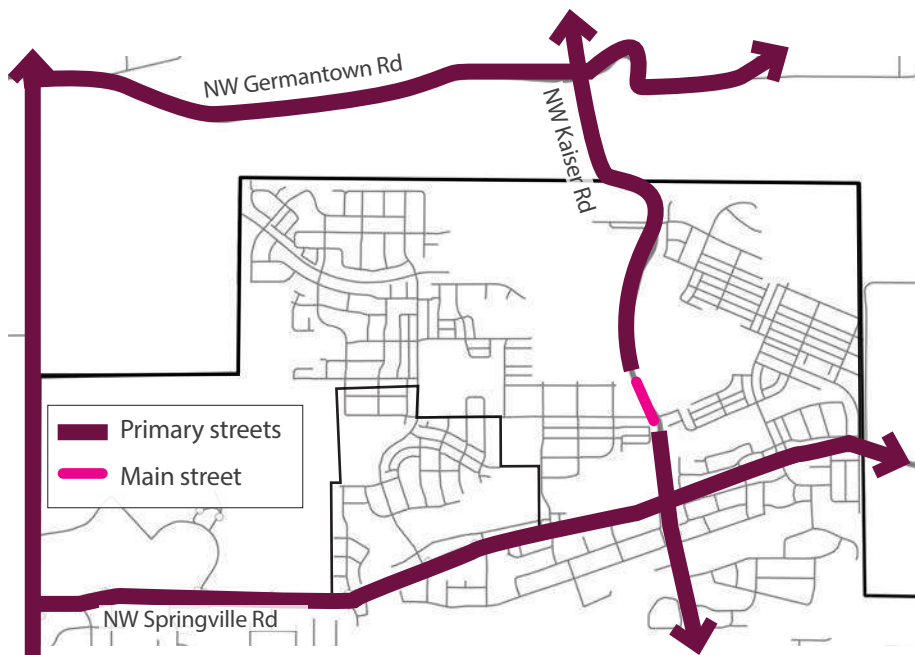 NW Germantown Rd
NW Kaiser Rd
Primary streets
Main street
NW Springville Rd